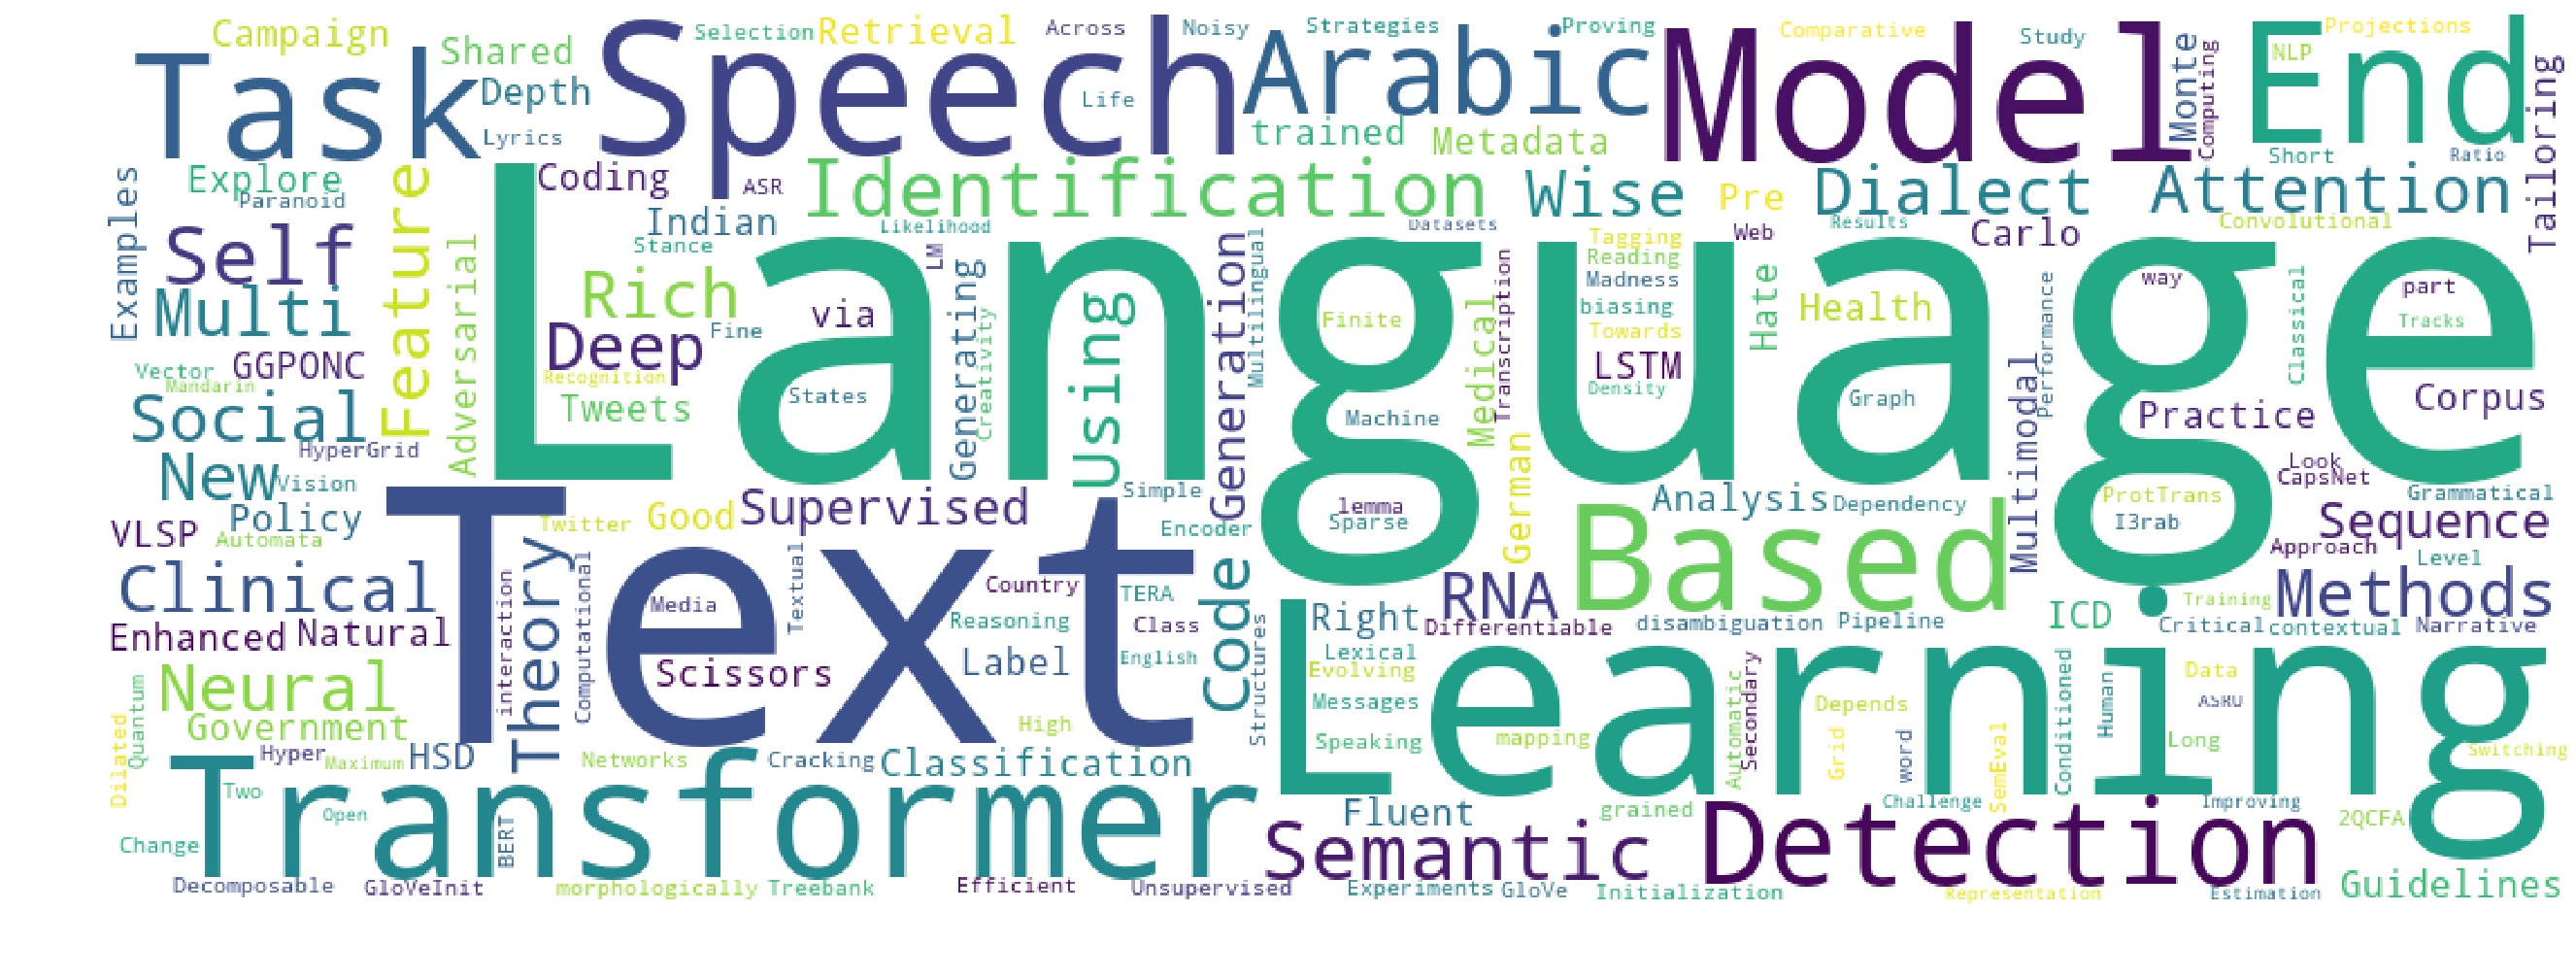 Campaign
Shared
Selection
Retrieval
Across
Noisy
Strategies
Proving
Comparative
Study
Projections
Task
Depth
Lyrics
Speech
Life
Arabic
trained
Metadata
Model
Monte
Computing
End
NLP
Tailoring
Short
Ratio
Examples
Explore
Paranoid
Feature
Coding
ASR
Identification
Wise
Pre
Dialect
Attention
Self
Indian
Stance
Likelihood
Datasets
Results
Web
Carlo
Convolutional
Multi
Adversarial
Language
Rich
LM
Generating
Creativity
Using
Generation
Multilingual
Tagging
Reading
Madness
biasing
Towards
Hate
Health
way
part
Classical
Tracks
Deep
Fine
via
Finite
Medical
Transcription
LSTM
Density
Performance
GGPONC
Vector
Mandarin
Recognition
Tweets
States
Machine
Graph
Multimodal
Practice
Corpus
Social
HyperGrid
New
Vision
Policy
Look
CapsNet
Grammatical
Text
Twitter
Good
Supervised
Simple
Encoder
lemma
Sparse
German
Analysis
Dependency
ProtTrans
I3rab
Sequence
VLSP
Automata
Based
Approach
Level
Clinical
interaction
Theory
Computational
Media
Textual
Country
TERA
Code
RNA
Methods
Enhanced
Natural
Reasoning
Class
Structures
Right
Differentiable
disambiguation
Pipeline
ICD
Training
Critical
contextual
Narrative
Scissors
Label
English
Learning
Lexical
Evolving
Messages
Neural
Government
Quantum
Dilated
High
Speaking
mapping
Automatic
Secondary
Depends
Grid
word
SemEval
Conditioned
Human
Data
ASRU
Long
Switching
Hyper
Maximum
HSD
Networks
Cracking
Classification
Transformer
Two
Open
BERT
Change
Fluent
grained
Challenge
Improving
2QCFA
Semantic
Detection
Decomposable
GloVeInit
morphologically
Treebank
Efficient
Unsupervised
Experiments
GloVe
Initialization
Representation
Estimation
Guidelines